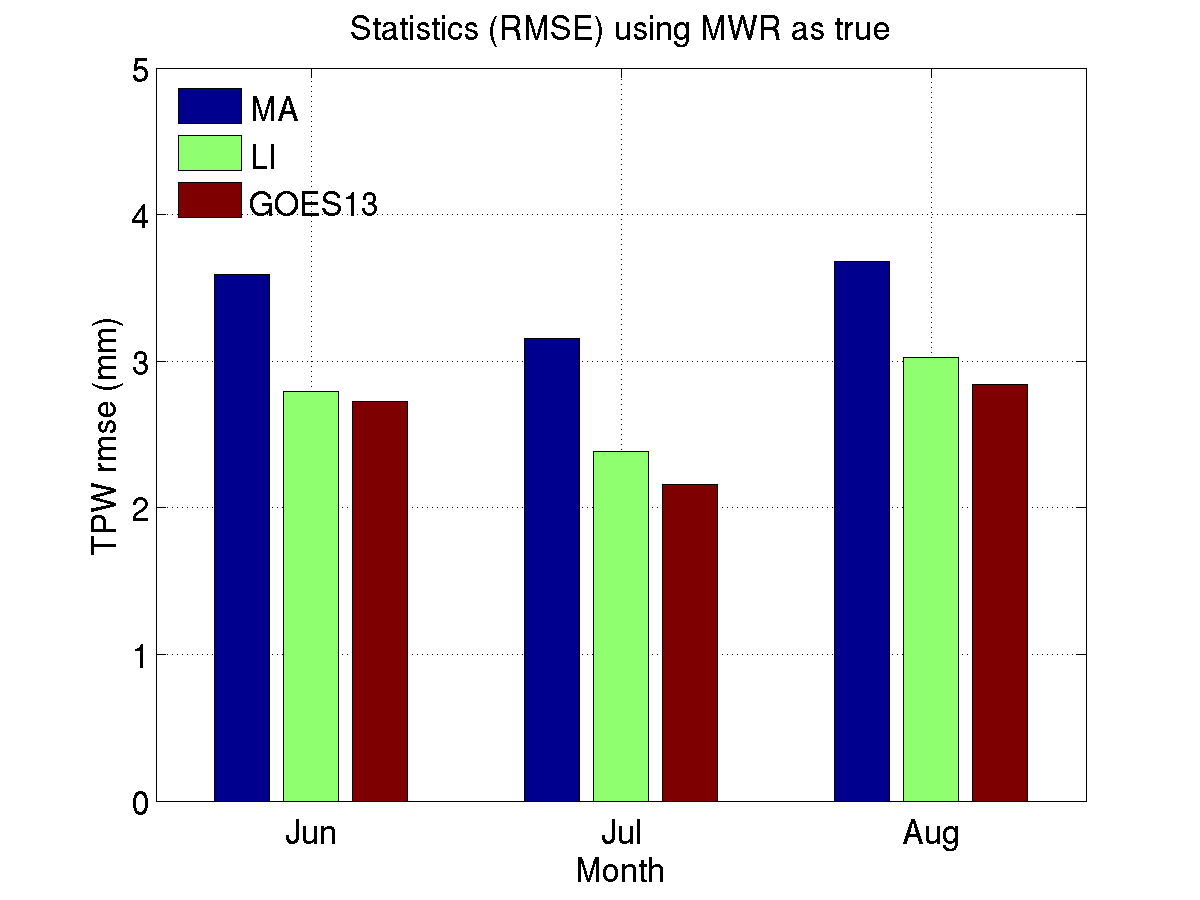 Statistics (RMSE) using MWR as true
5
MA
LI
GOES13
4
3
2
1
0
TPW rmse (mm)
Jun
Jul
Aug
Month